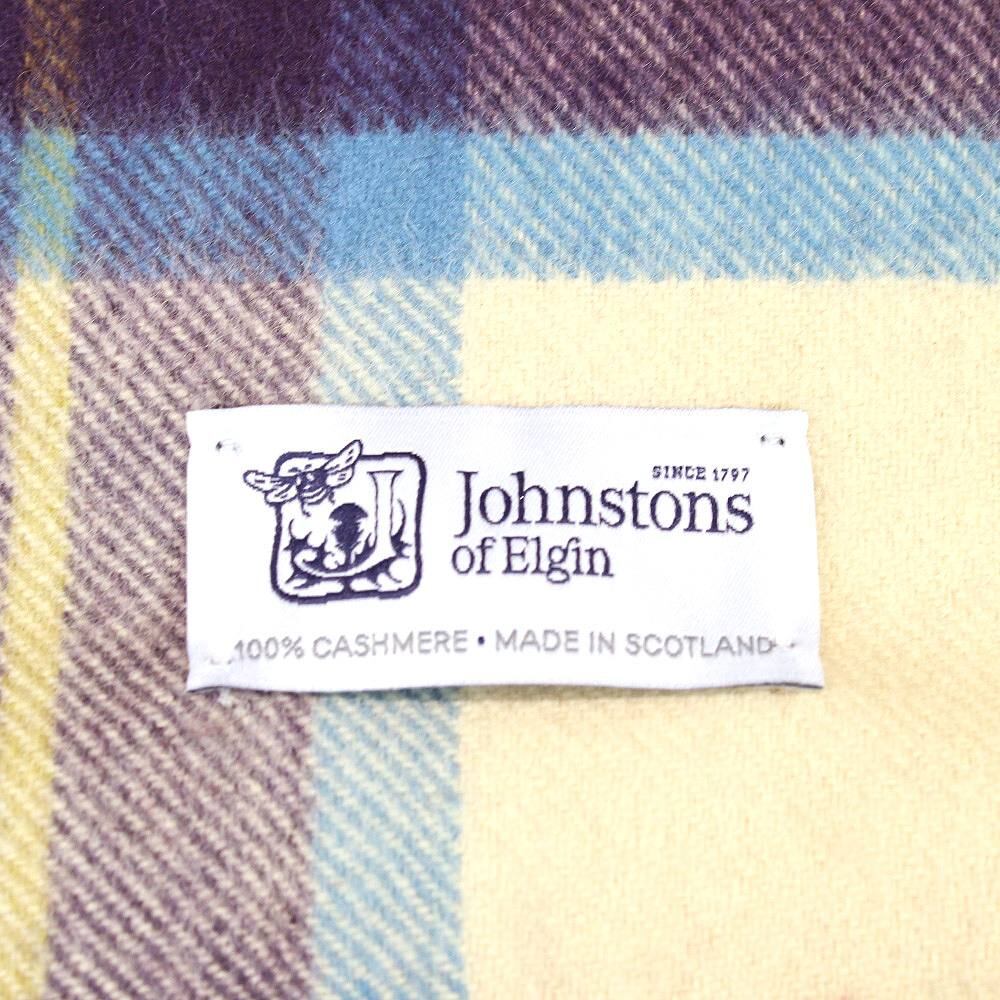 SINCE 1797
Johnstons
of Elgin
100% CASHMERE • MADE IN SCOTLAND